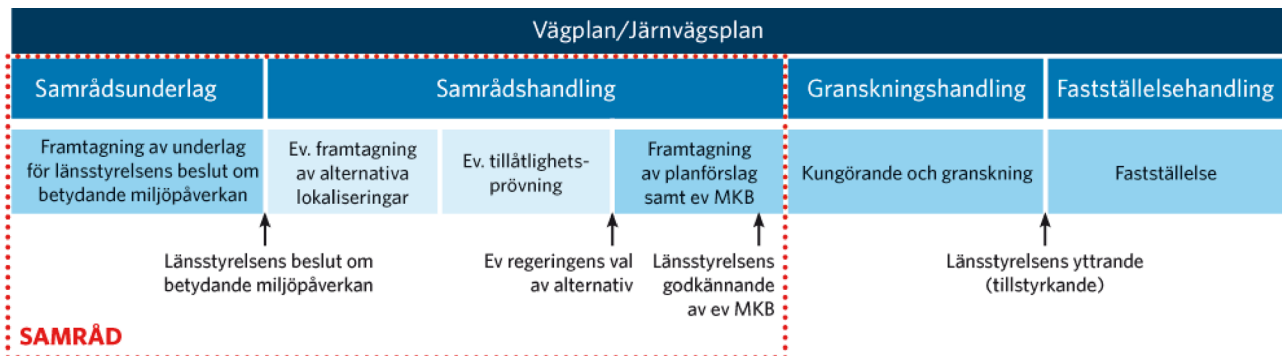 Vägplan/Järnvägsplan
Samrådsunderlag
Samrådshandling
Granskningshandling
Fastställelsehandling
Framtagning av underlag
för länsstyrelsens beslut om
betydande miljöpåverkan
Ev. framtagning
av alternativa
lokaliseringar
Ev. tillåtlighets-
prövning
Framtagning
av planförslag
samt ev MKB
Kungörande och granskning
Fastställelse
Länsstyrelsens beslut om
betydande miljöpåverkan
Ev regeringens val
av alternativ
Länsstyrelsens
godkännande
av ev MKB
Länsstyrelsens yttrande
(tillstyrkande)
SAMRÅD